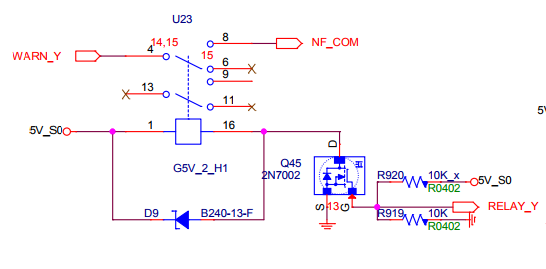 U23
14,15
8
NF_COM
WARN_Y
4
15
6
9
13
11
5V_S0
1
16
G5V_2_H1
Q45
2N7002
D
S
13
G
R920
10K_x
5V_S0
R0402
RELAY_Y
R919
10K
R0402
D9
B240-13-F
5V